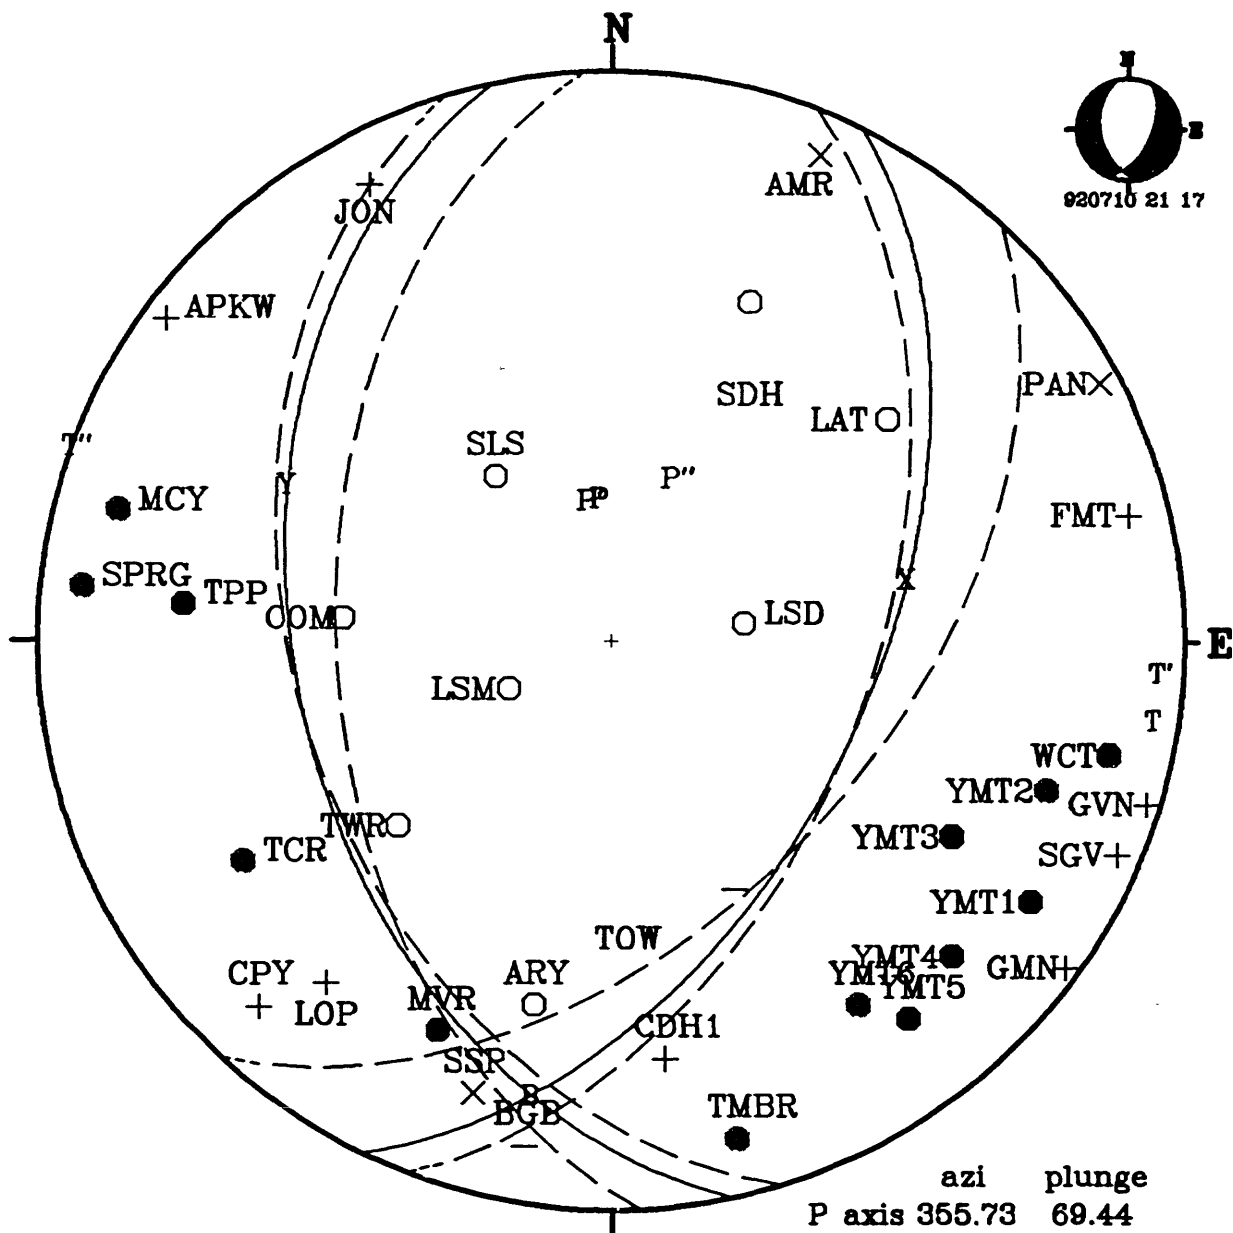 N
N
E
920710 21 17
AMR
JON
APKW
SDH
PAN
LAT
SLS
T"
P"
Y
P
MCY
FMT
SPRG
TPP
X
COM
LSD
E
LSM
T'
T
WCT
YMT2
GVN
TWR
YMT3
TCR
SGV
YMT1
TOW
YMT4
CPY
ARY
YMT6
GMN
YMT5
LOP
MVR
CDH1
SSP
B
BGB
TMBR
azi plunge
P axis 355.73 69.44